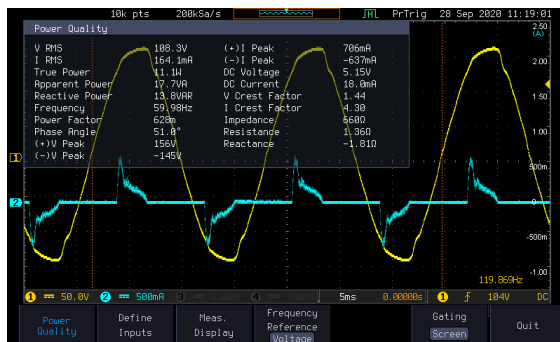 10k pts 200kSa/s PrTrig 28 Sep 2020 11:19:01
Power Quality
2.50
(A)
V RMS 108.3V (+)I Peak 706mA
I RMS 164.1mA (-)I Peak -637mA
True Power 11.1W DC Voltage 5.15V
2.00
Apparent Power 17.7VA DC Current 18.0mA
Reactive Power 13.8VAR V Crest Factor 1.44
1.50
Frequency 59.98Hz I Crest Factor 4.30
Power Factor 628m Impedance 660Ω
Phase Angle 51.0° Resistance 1.36Ω
1.00
(+)V Peak 156V Reactance -1.81Ω
(-)V Peak -145V
1
500m
2
0
-500m
-1.00
119.869Hz
1 50.0V 2 500mA 3 4 5ms 0.00000s 1 104V DC
Power Quality
Define Inputs
Meas. Display
Frequency Reference
Voltage
Gating
Screen
Quit